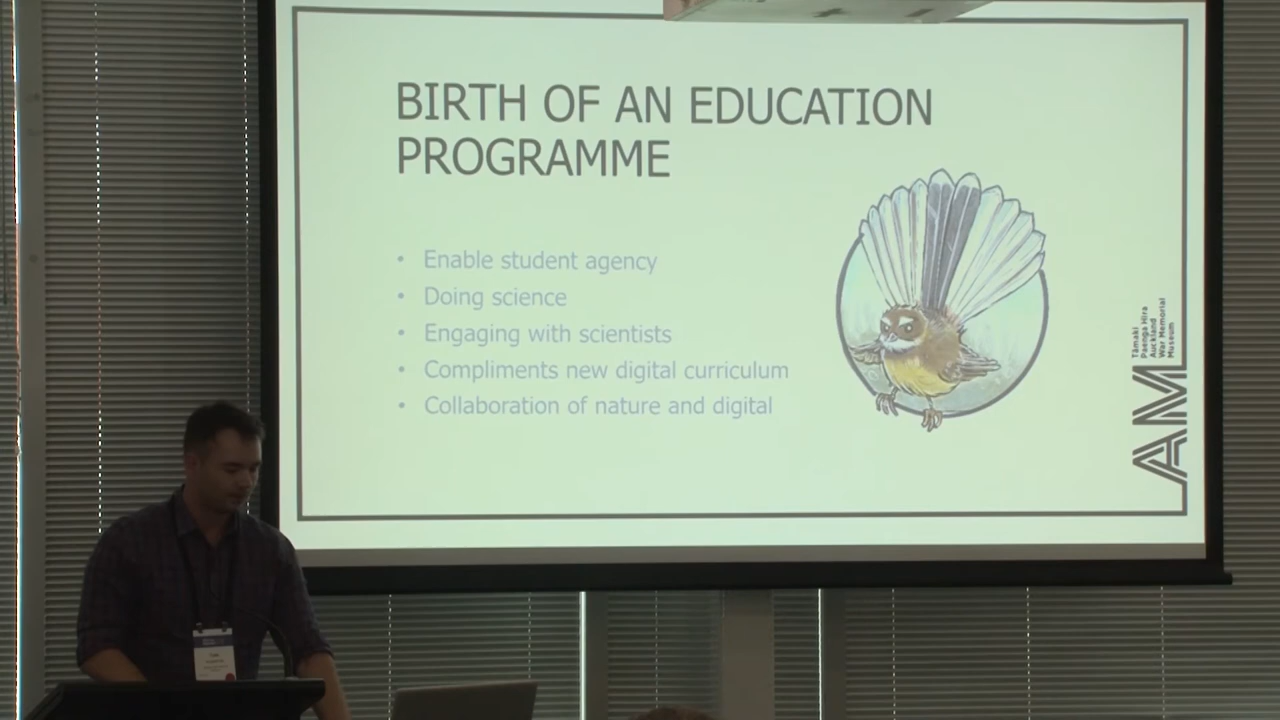 BIRTH OF AN EDUCATION
PROGRAMME
• Enable student agency
• Doing science
• Engaging with scientists
• Compliments new digital curriculum
• Collaboration of nature and digital
Tāmaki
Paenga Hira
Auckland
War Memorial
Museum
AM